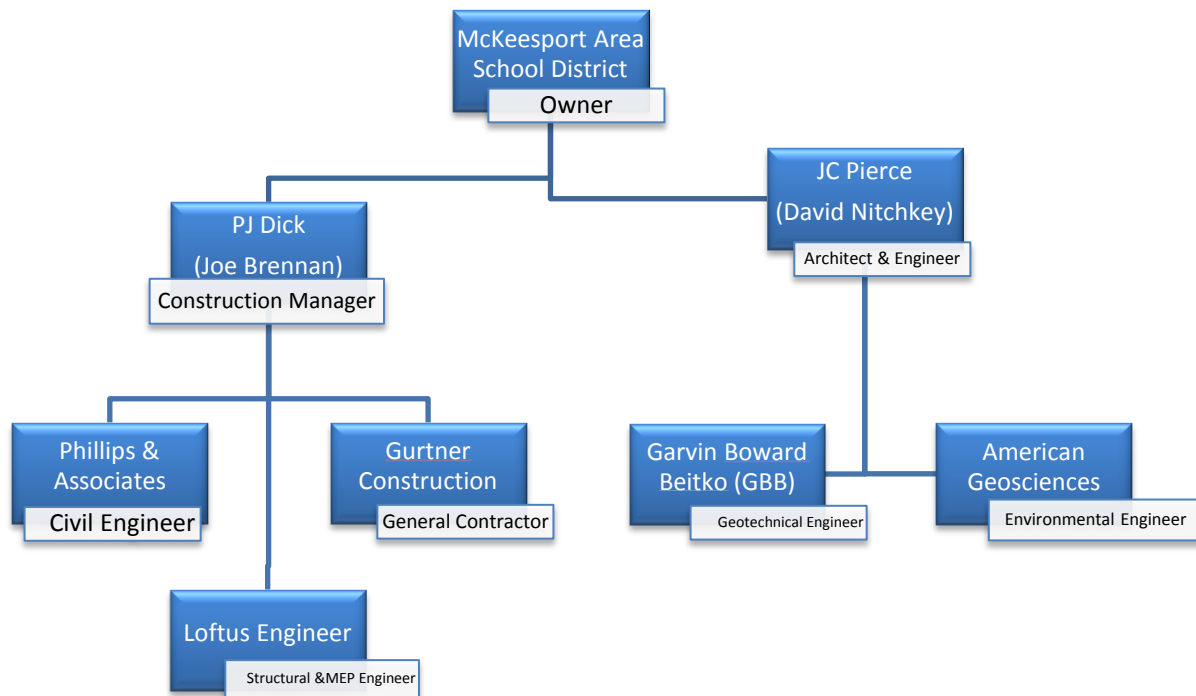 McKeesport Area
School District
Owner
JC Pierce
(David Nitchkey)
Architect & Engineer
PJ Dick
(Joe Brennan)
Construction Manager
Phillips &
Associates
Civil Engineer
Gurtner
Construction
General Contractor
Garvin Boward
Beitko (GBB)
Geotechnical Engineer
American
Geosciences
Environmental Engineer
Loftus Engineer
Structural &MEP Engineer